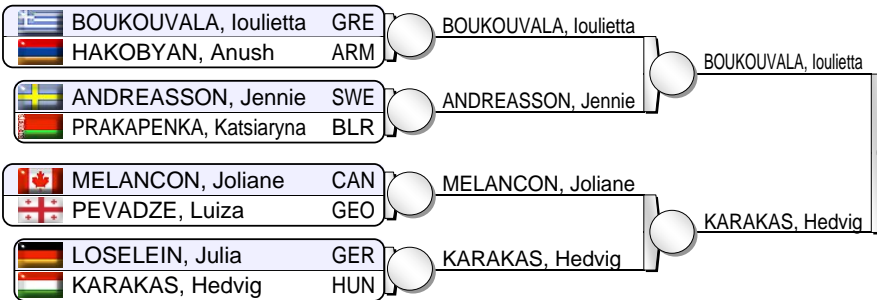 BOUKOUVALA, Ioulietta GRE
HAKOBYAN, Anush ARM
ANDREASSON, Jennie SWE
PRAKAPENKA, Katsiaryna BLR
MELANCON, Joliane CAN
PEVADZE, Luiza GEO
LOSELEIN, Julia GER
KARAKAS, Hedvig HUN
BOUKOUVALA, Ioulietta
ANDREASSON, Jennie
MELANCON, Joliane
KARAKAS, Hedvig
BOUKOUVALA, Ioulietta
KARAKAS, Hedvig